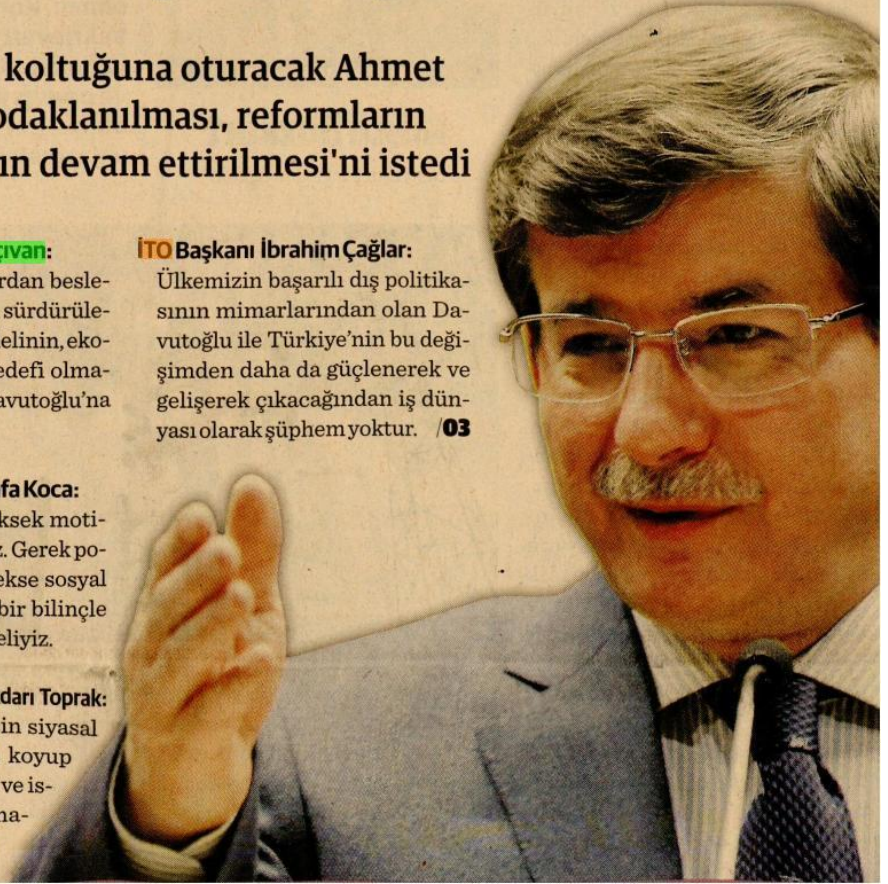 koltuğuna oturacak Ahmet
odaklanılması, reformların
ın devam ettirilmesi'ni istedi
çıvan:
rdan besle-
sürdürüle-
elinin, eko-
edefi olma-
avutoğlu'na
İTO Başkanı İbrahim Çağlar:
Ülkemizin başarılı dış politika-
sının mimarlarından olan Da-
vutoğlu ile Türkiye'nin bu deği-
şimden daha da güçlenerek ve
gelişerek çıkacağından iş dün-
yası olarak şüphem yoktur. /03
fa Koca:
ksek moti-
z. Gerek po-
ekse sosyal
bir bilinçle
eliyiz.
darı Toprak:
in siyasal
koyup
ve is-
na-